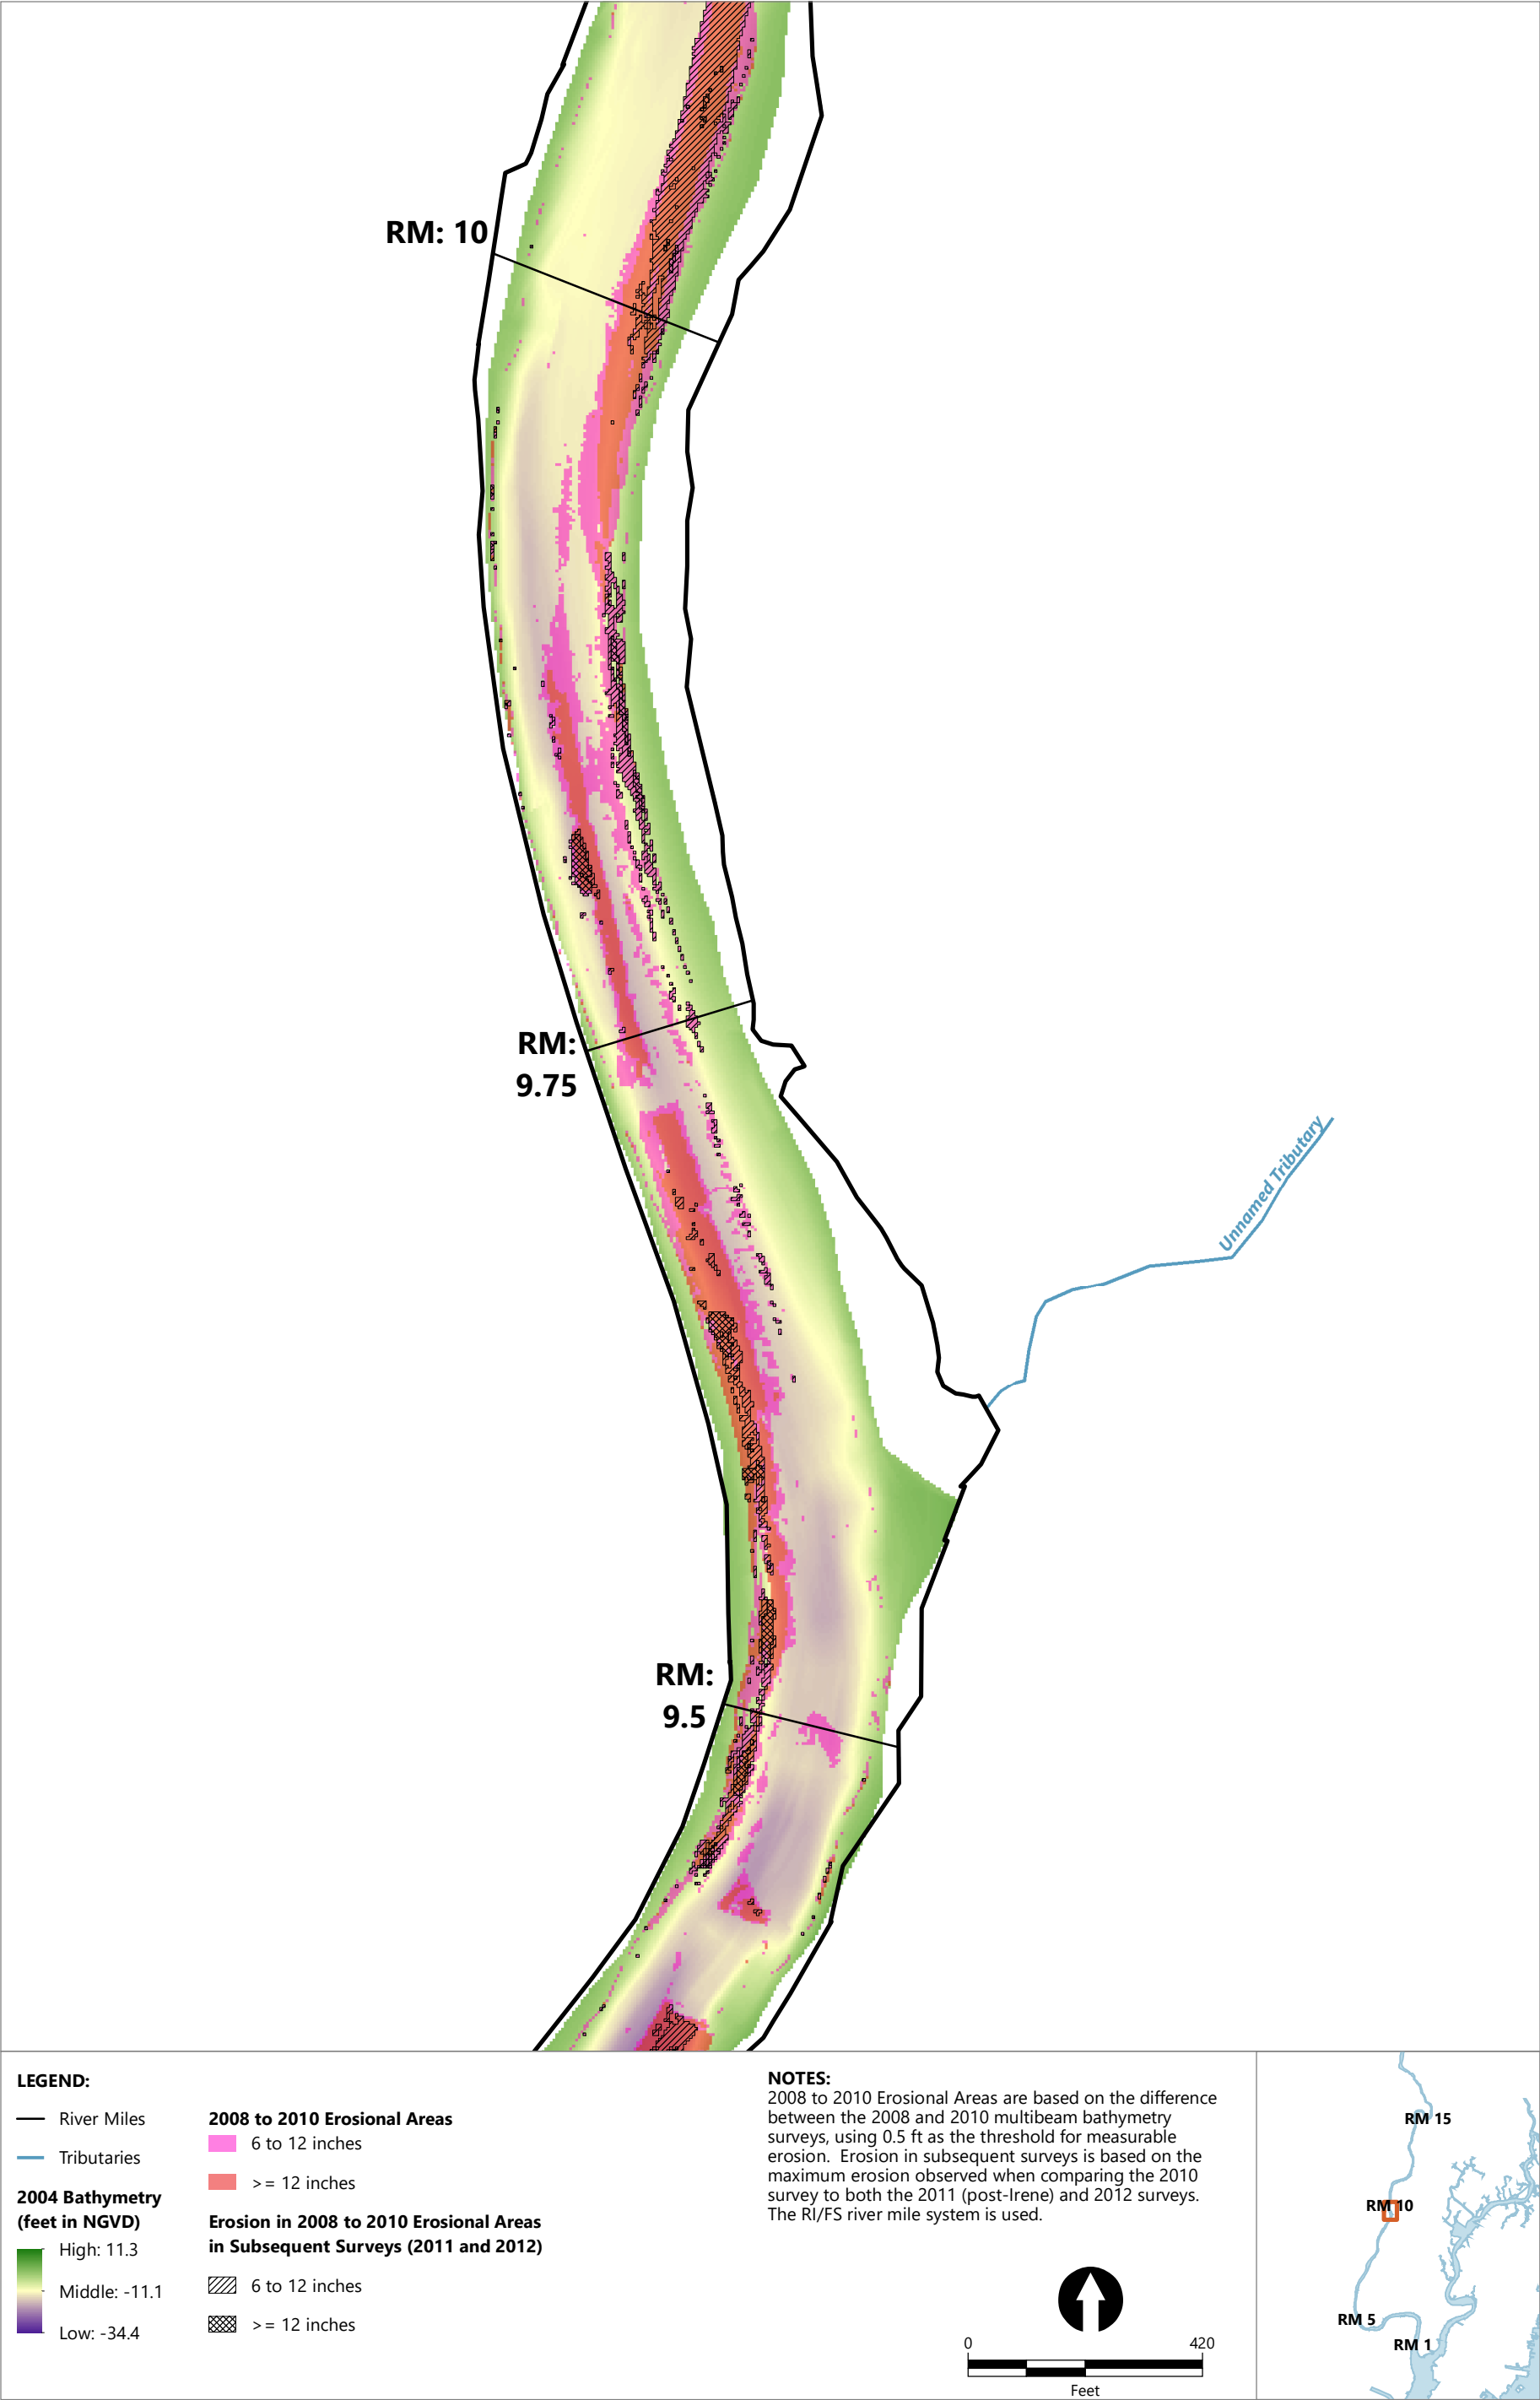 RM: 10
RM:
9.75
Unnamed Tributary
RM:
9.5
LEGEND:
River Miles
Tributaries
2004 Bathymetry
(feet in NGVD)
High: 11.3
Middle: -11.1
Low: -34.4
2008 to 2010 Erosional Areas
6 to 12 inches
>= 12 inches
Erosion in 2008 to 2010 Erosional Areas
in Subsequent Surveys (2011 and 2012)
6 to 12 inches
>= 12 inches
NOTES:
2008 to 2010 Erosional Areas are based on the difference
between the 2008 and 2010 multibeam bathymetry
surveys, using 0.5 ft as the threshold for measurable
erosion.  Erosion in subsequent surveys is based on the
maximum erosion observed when comparing the 2010
survey to both the 2011 (post-Irene) and 2012 surveys.
The RI/FS river mile system is used.
0 420
Feet
RM 15
RM 10
RM 5
RM 1